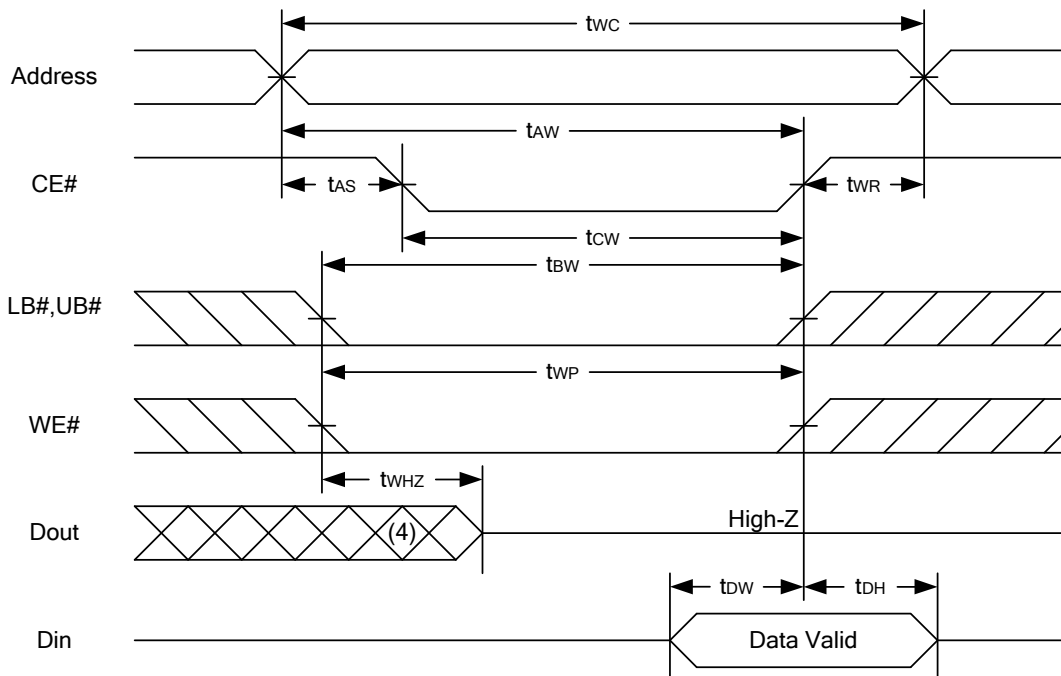 tWC
Address
tAW
CE#
tAS
tWR
tCW
tBW
LB#,UB#
tWP
WE#
tWHZ
Dout
(4)
High-Z
tDW
tDH
Din
Data Valid